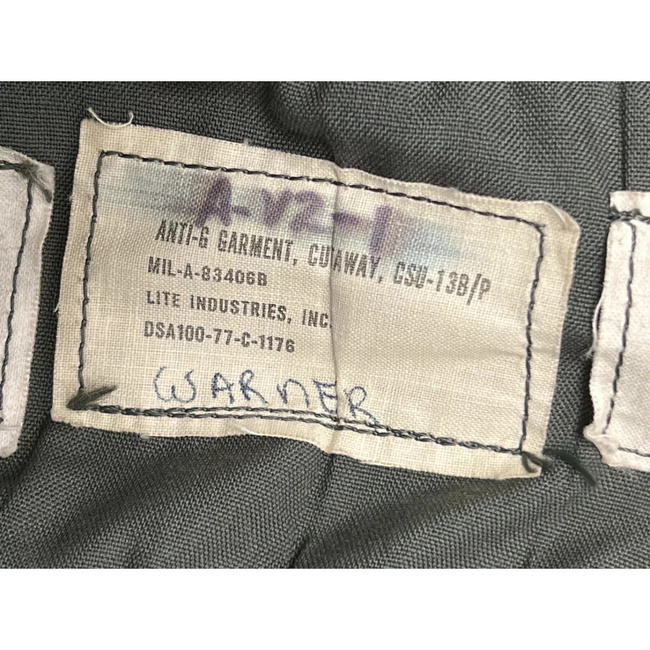 A-V2-1
ANTI-G GARMENT, CUTAWAY, CSU-13B/P
MIL-A-83406B
LITE INDUSTRIES, INC.
DSA100-77-C-1176
WARNER